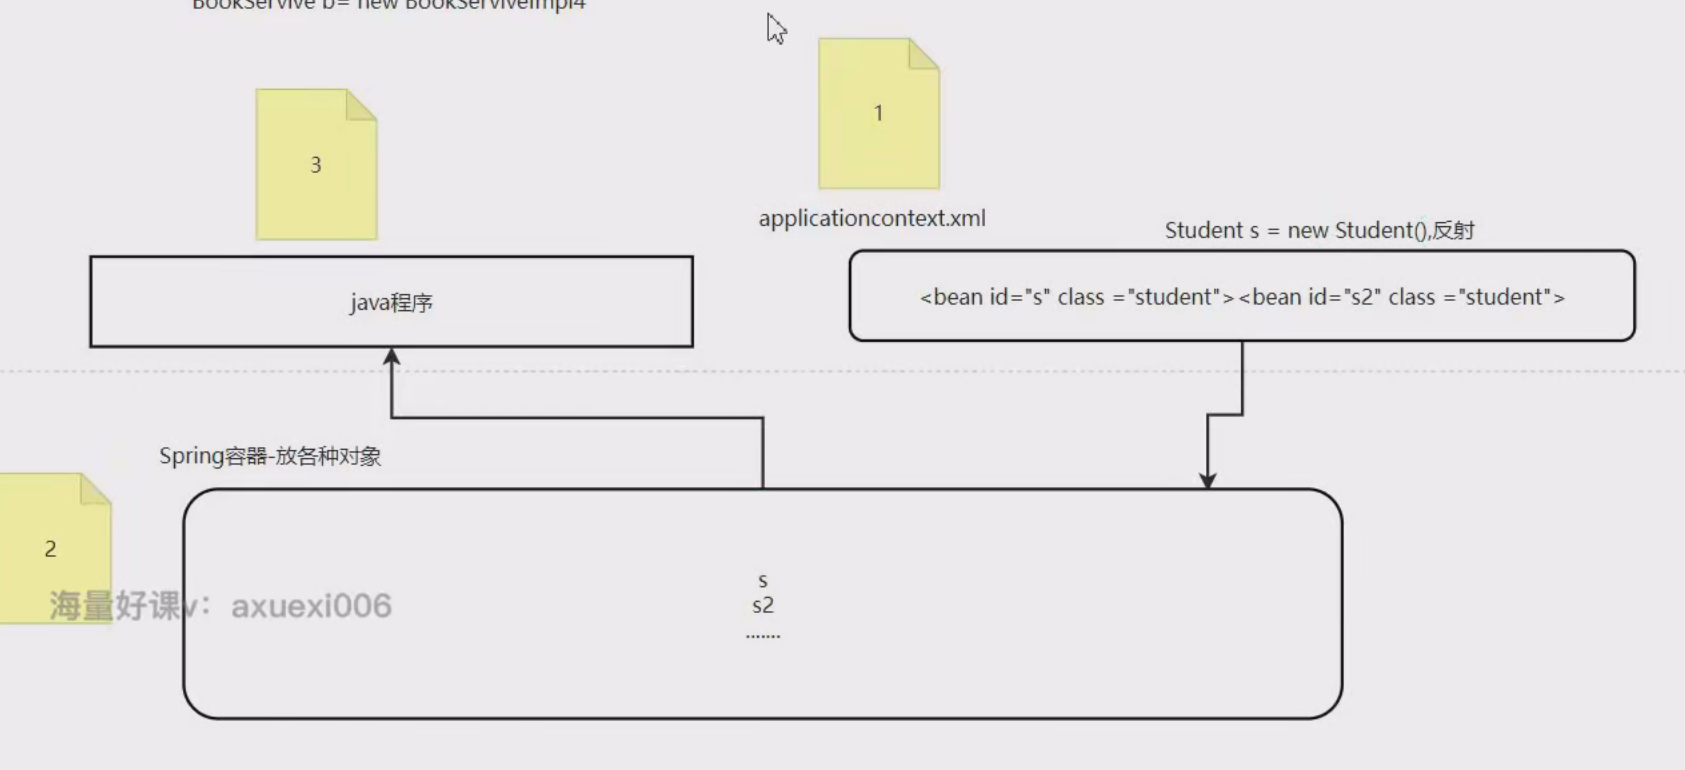 BookServive b= new BookServiveImpl4
1
3
applicationcontext.xml
Student s = new Student(),反射
java程序
<bean id="s" class ="student"><bean id="s2" class ="student">
Spring容器-放各种对象
2
s
s2
.......
海量好课v：axuexi006